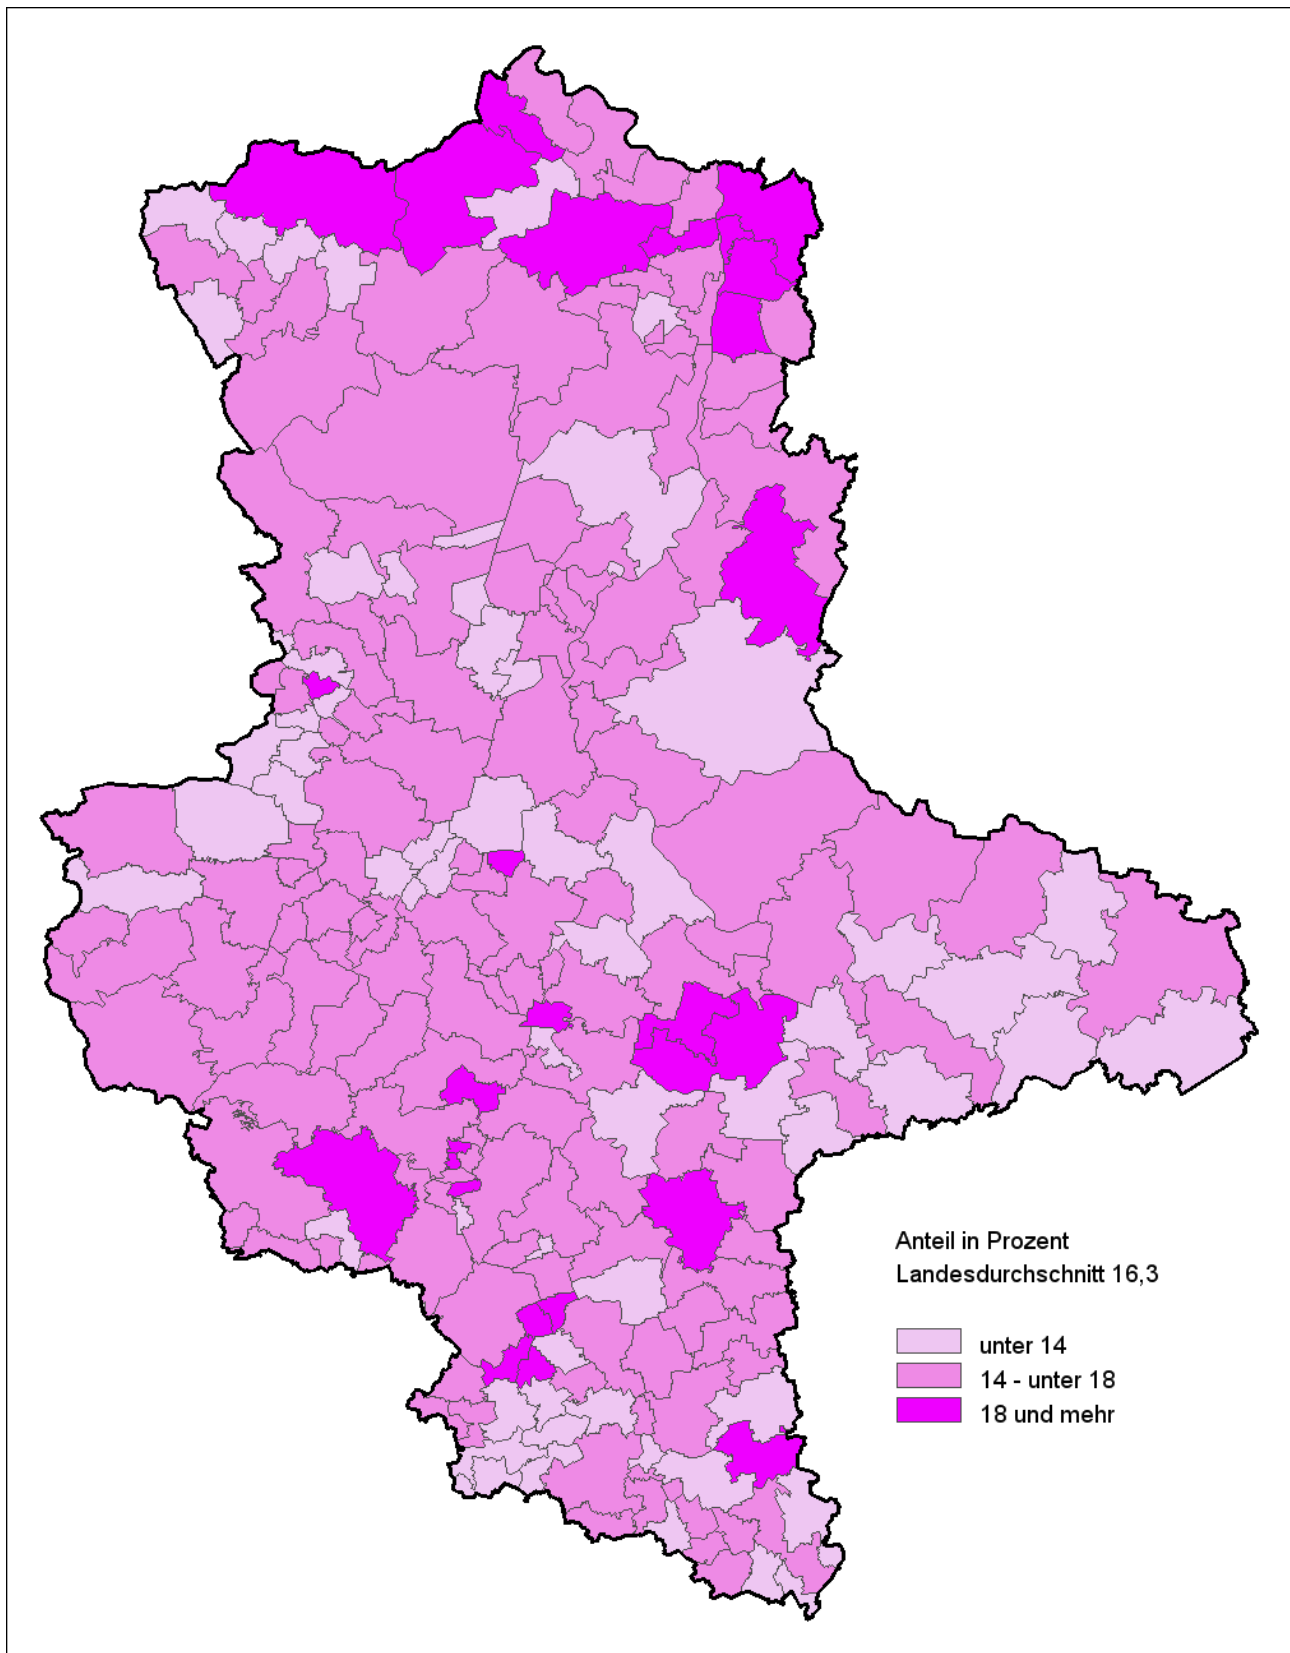 Anteil in Prozent
Landesdurchschnitt 16,3
unter 14
14 - unter 18
18 und mehr